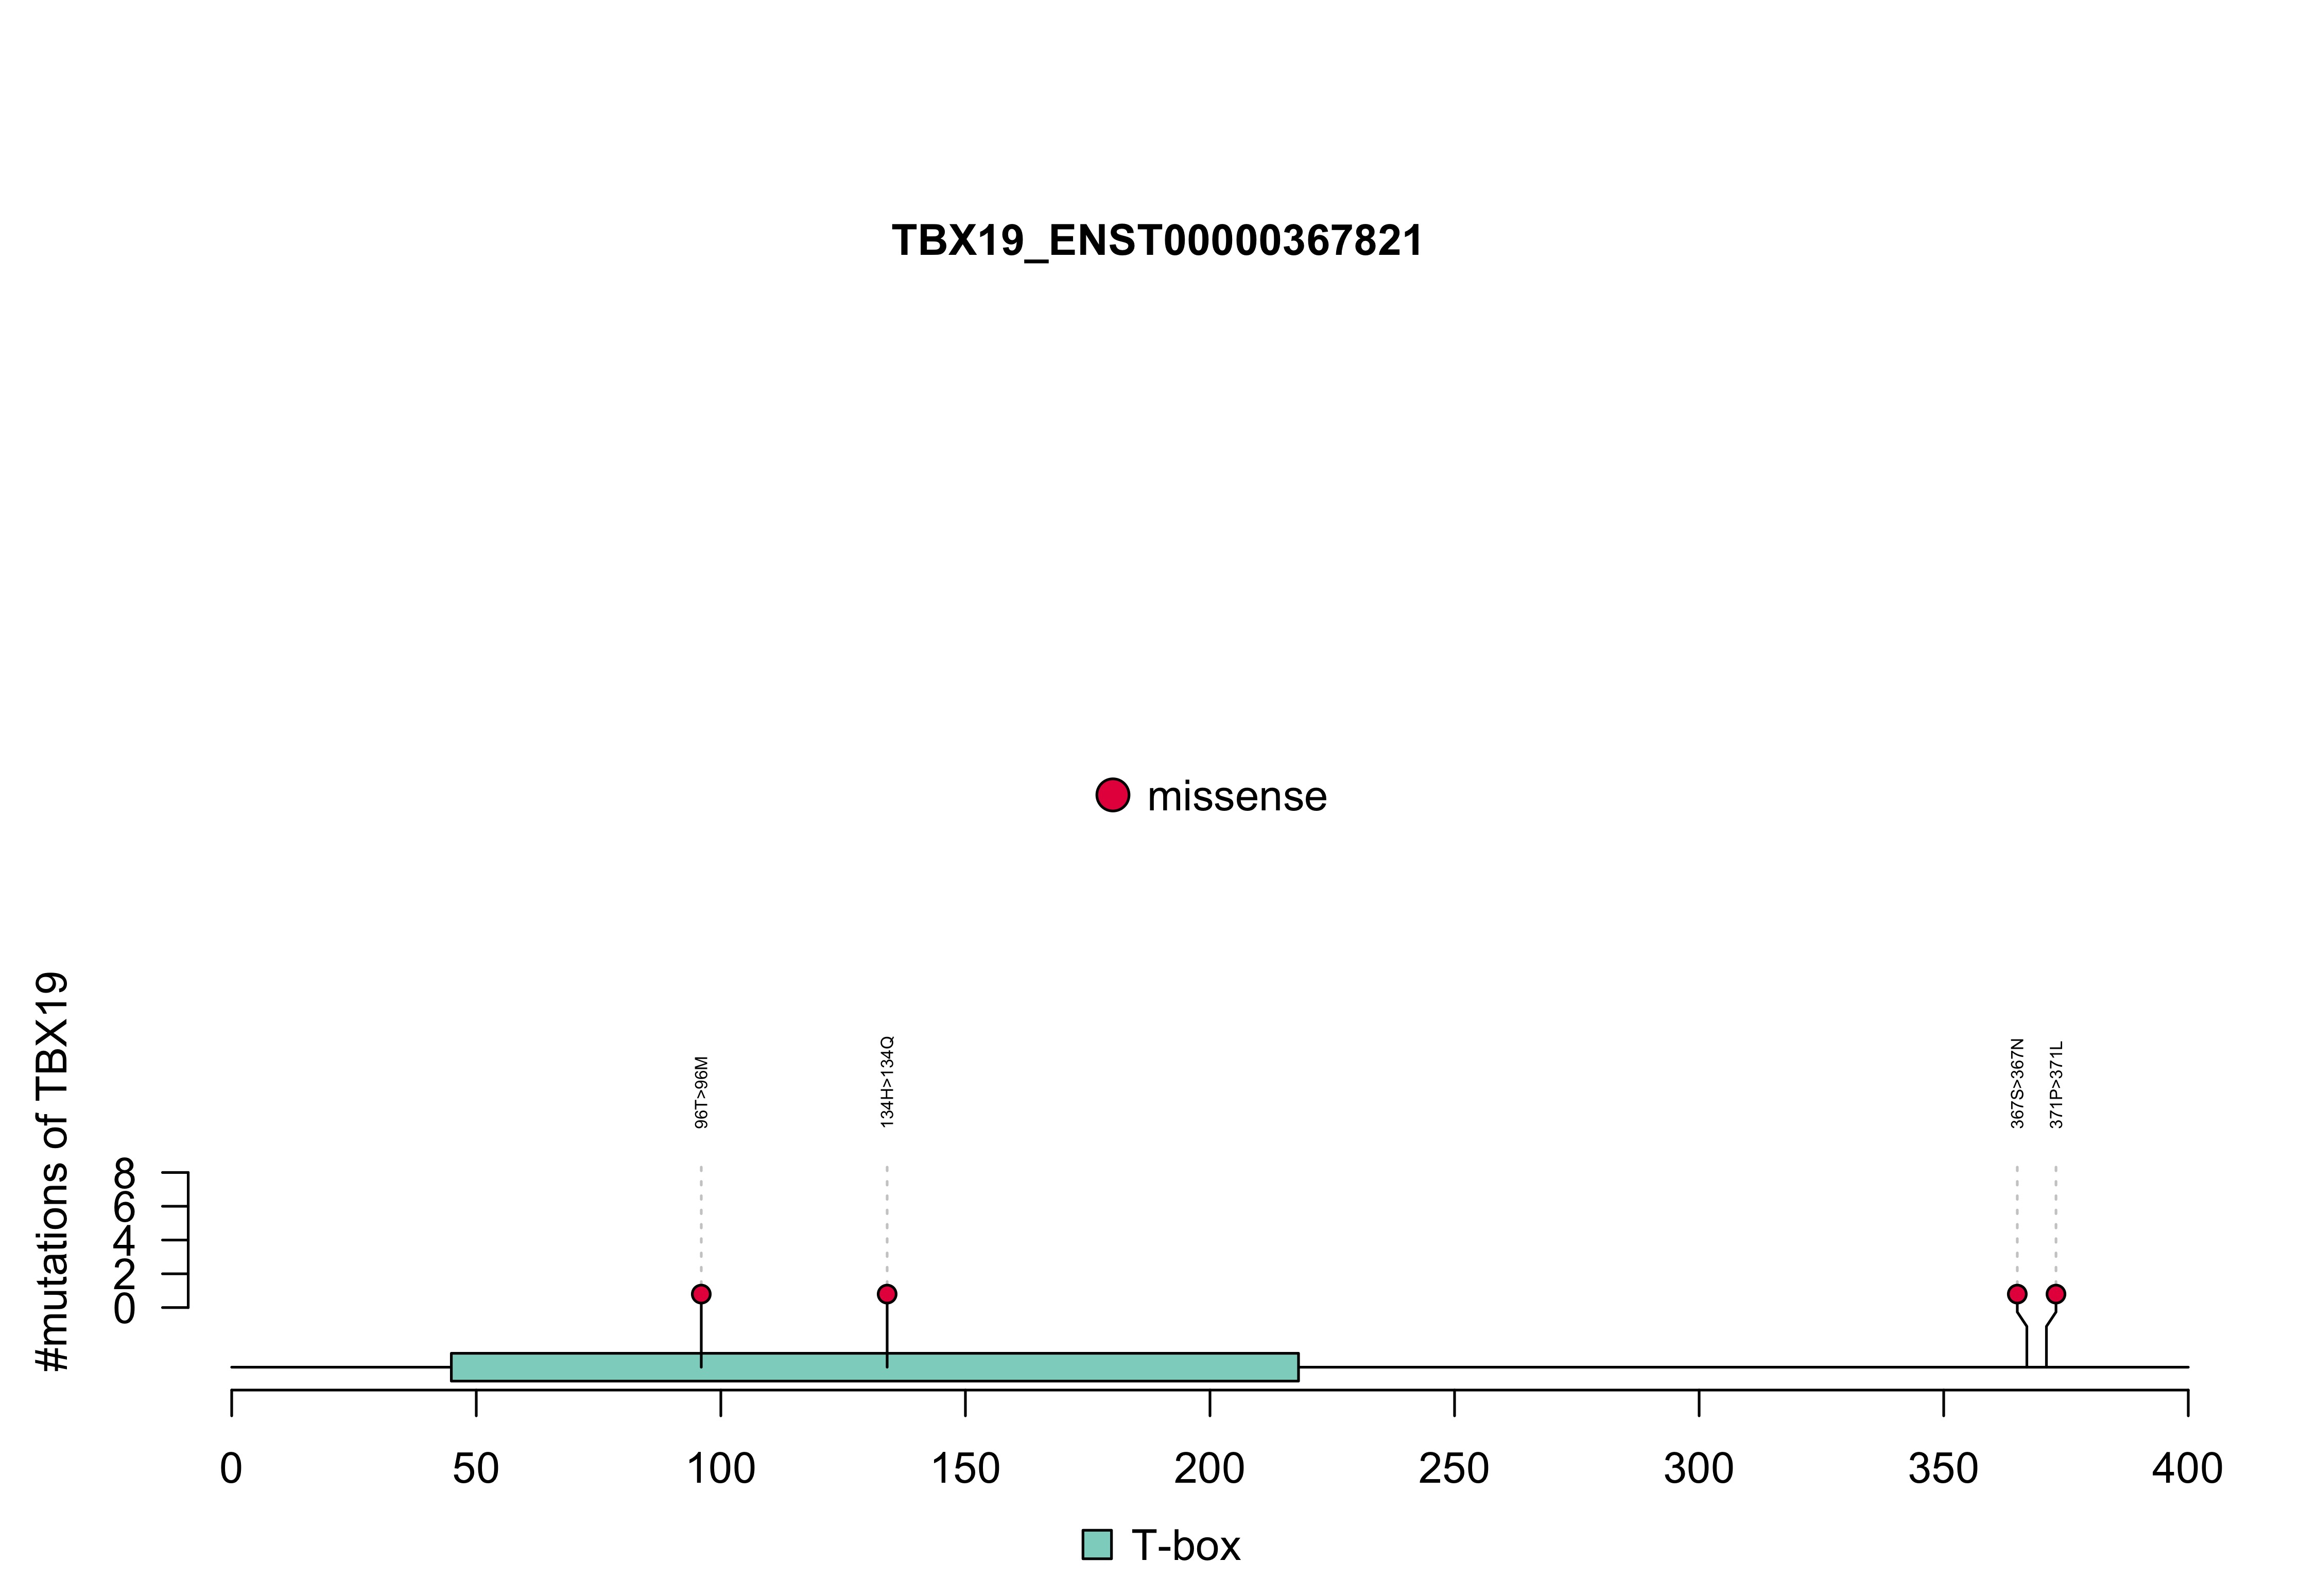 TBX19_ENST00000367821
missense
#mutations of TBX19
96T>96M
134H>134Q
367S>367N
371P>371L
8
6
4
2
0
0 50 100 150 200 250 300 350 400
T-box